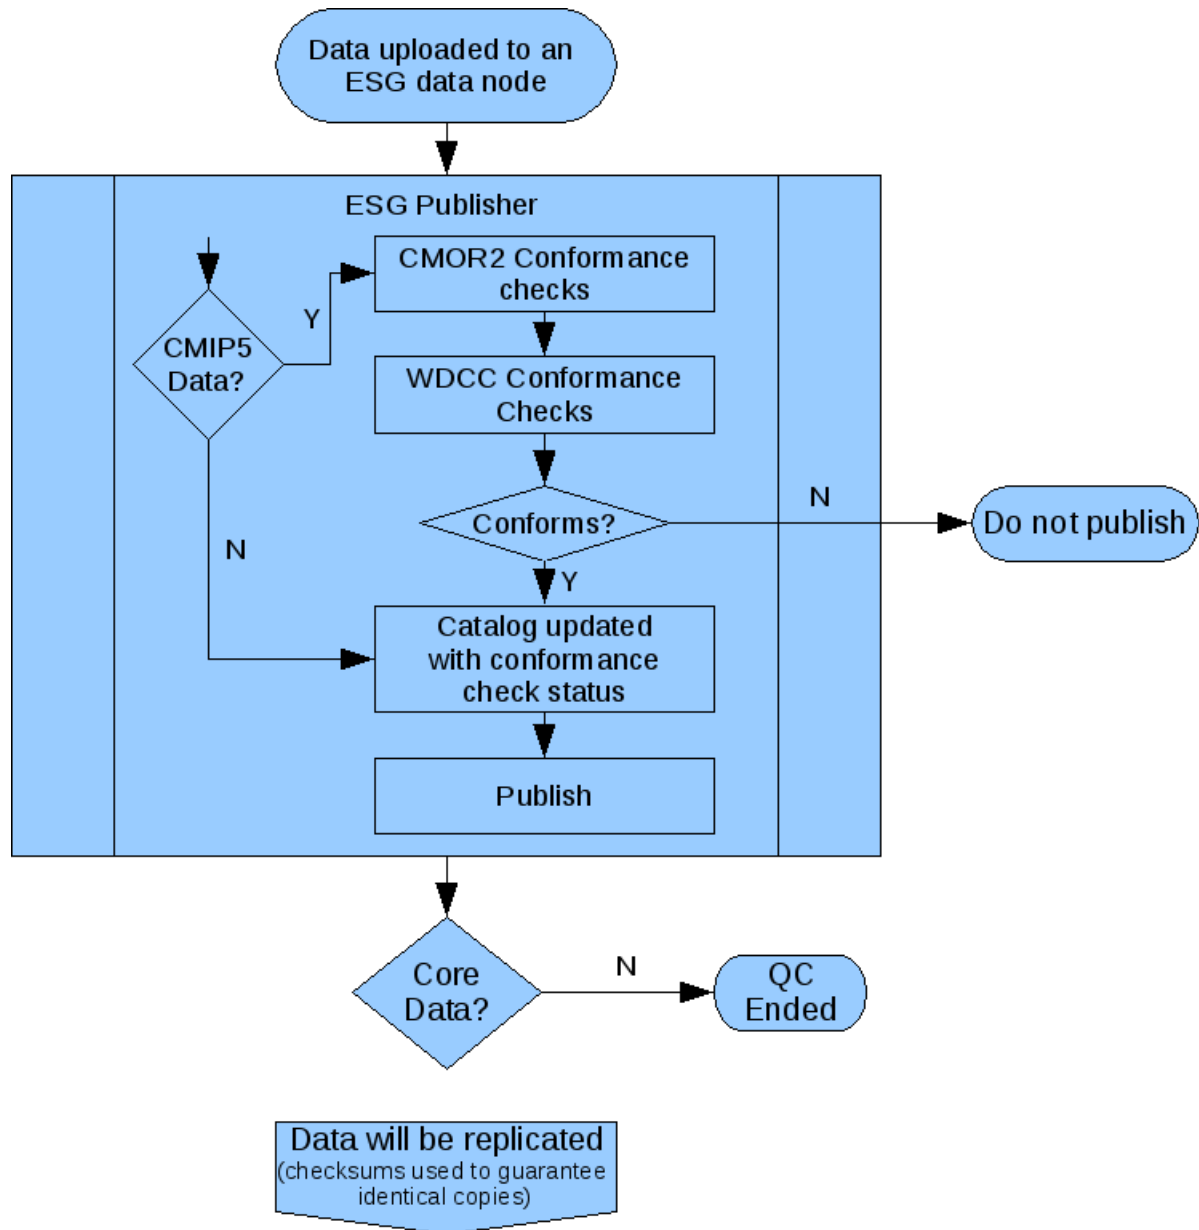 Data uploaded to an
ESG data node
ESG Publisher
CMOR2 Conformance
checks
Y
CMIP5
Data?
WDCC Conformance
Checks
N
Conforms?
Do not publish
N
Y
Catalog updated
with conformance
check status
Publish
Core
Data?
N
QC
Ended
Data will be replicated
(checksums used to guarantee
identical copies)